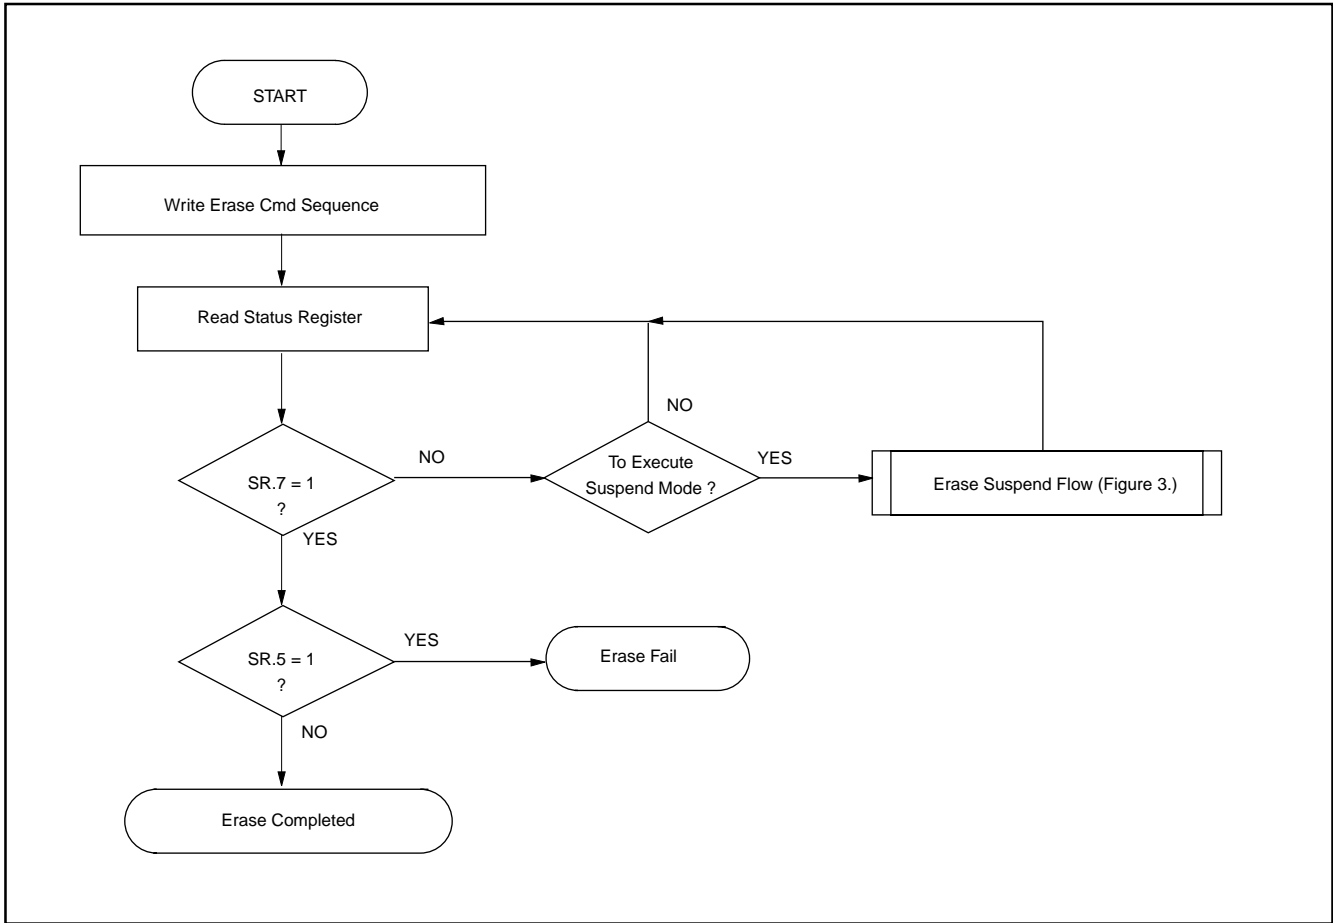 START
Write Erase Cmd Sequence
Read Status Register
NO
SR.7 = 1
?
NO
To Execute
Suspend Mode ?
YES
Erase Suspend Flow (Figure 3.)
YES
SR.5 = 1
?
YES
Erase Fail
NO
Erase Completed